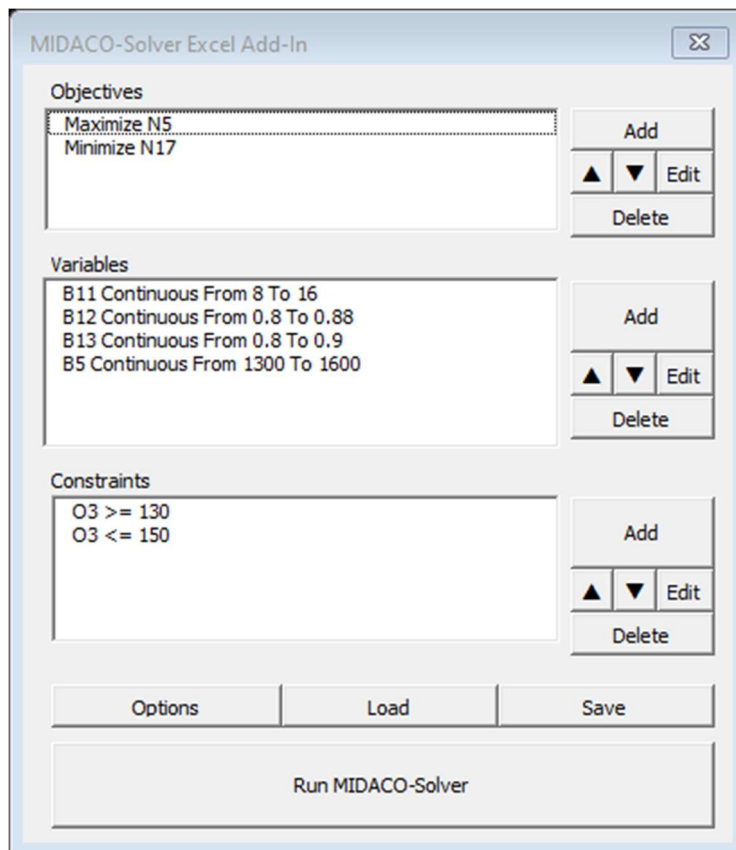 MIDACO-Solver Excel Add-In
Objectives
Maximize N5
Minimize N17
Add
▲ ▼ Edit
Delete
Variables
B11 Continuous From 8 To 16
B12 Continuous From 0.8 To 0.88
B13 Continuous From 0.8 To 0.9
B5 Continuous From 1300 To 1600
Add
▲ ▼ Edit
Delete
Constraints
O3 >= 130
O3 <= 150
Add
▲ ▼ Edit
Delete
Options Load Save
Run MIDACO-Solver